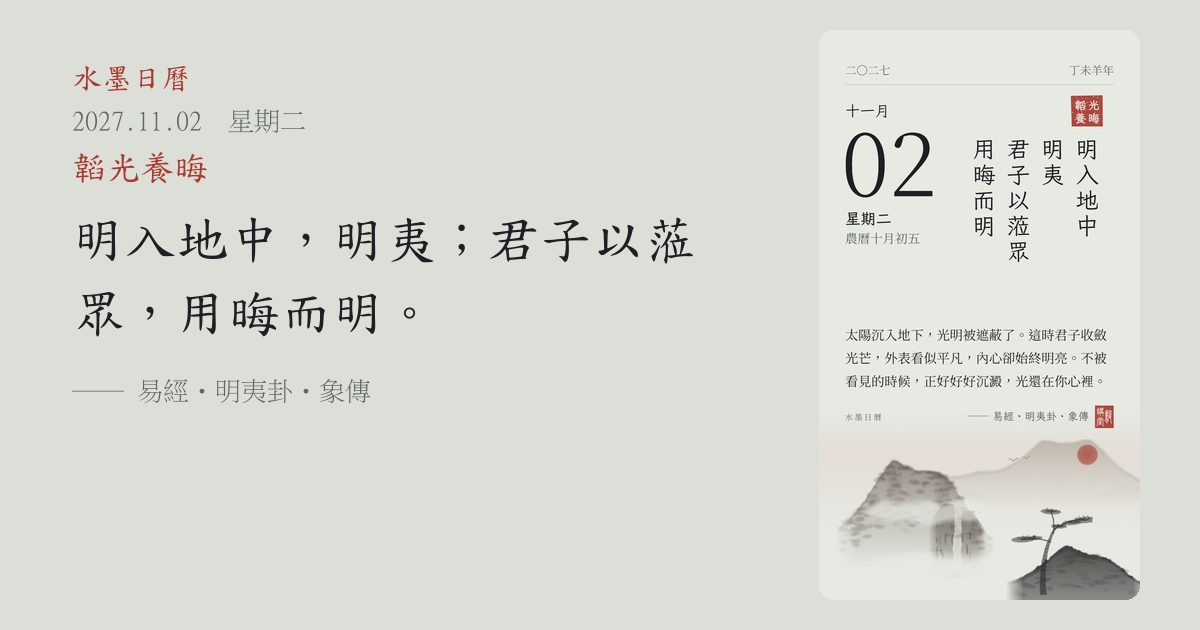 水墨日曆
2027.11.02 星期二
韜光養晦
明入地中，明夷；君子以蒞
眾，用晦而明。
—— 易經・明夷卦・象傳
二〇二七
丁未羊年
十一月
02
星期二
農曆十月初五
韜光養晦
明入地中
明夷
君子以蒞眾
用晦而明
太陽沉入地下，光明被遮蔽了。這時君子收斂
光芒，外表看似平凡，內心卻始終明亮。不被
看見的時候，正好好好沉澱，光還在你心裡。
水墨日曆
—— 易經・明夷卦・象傳